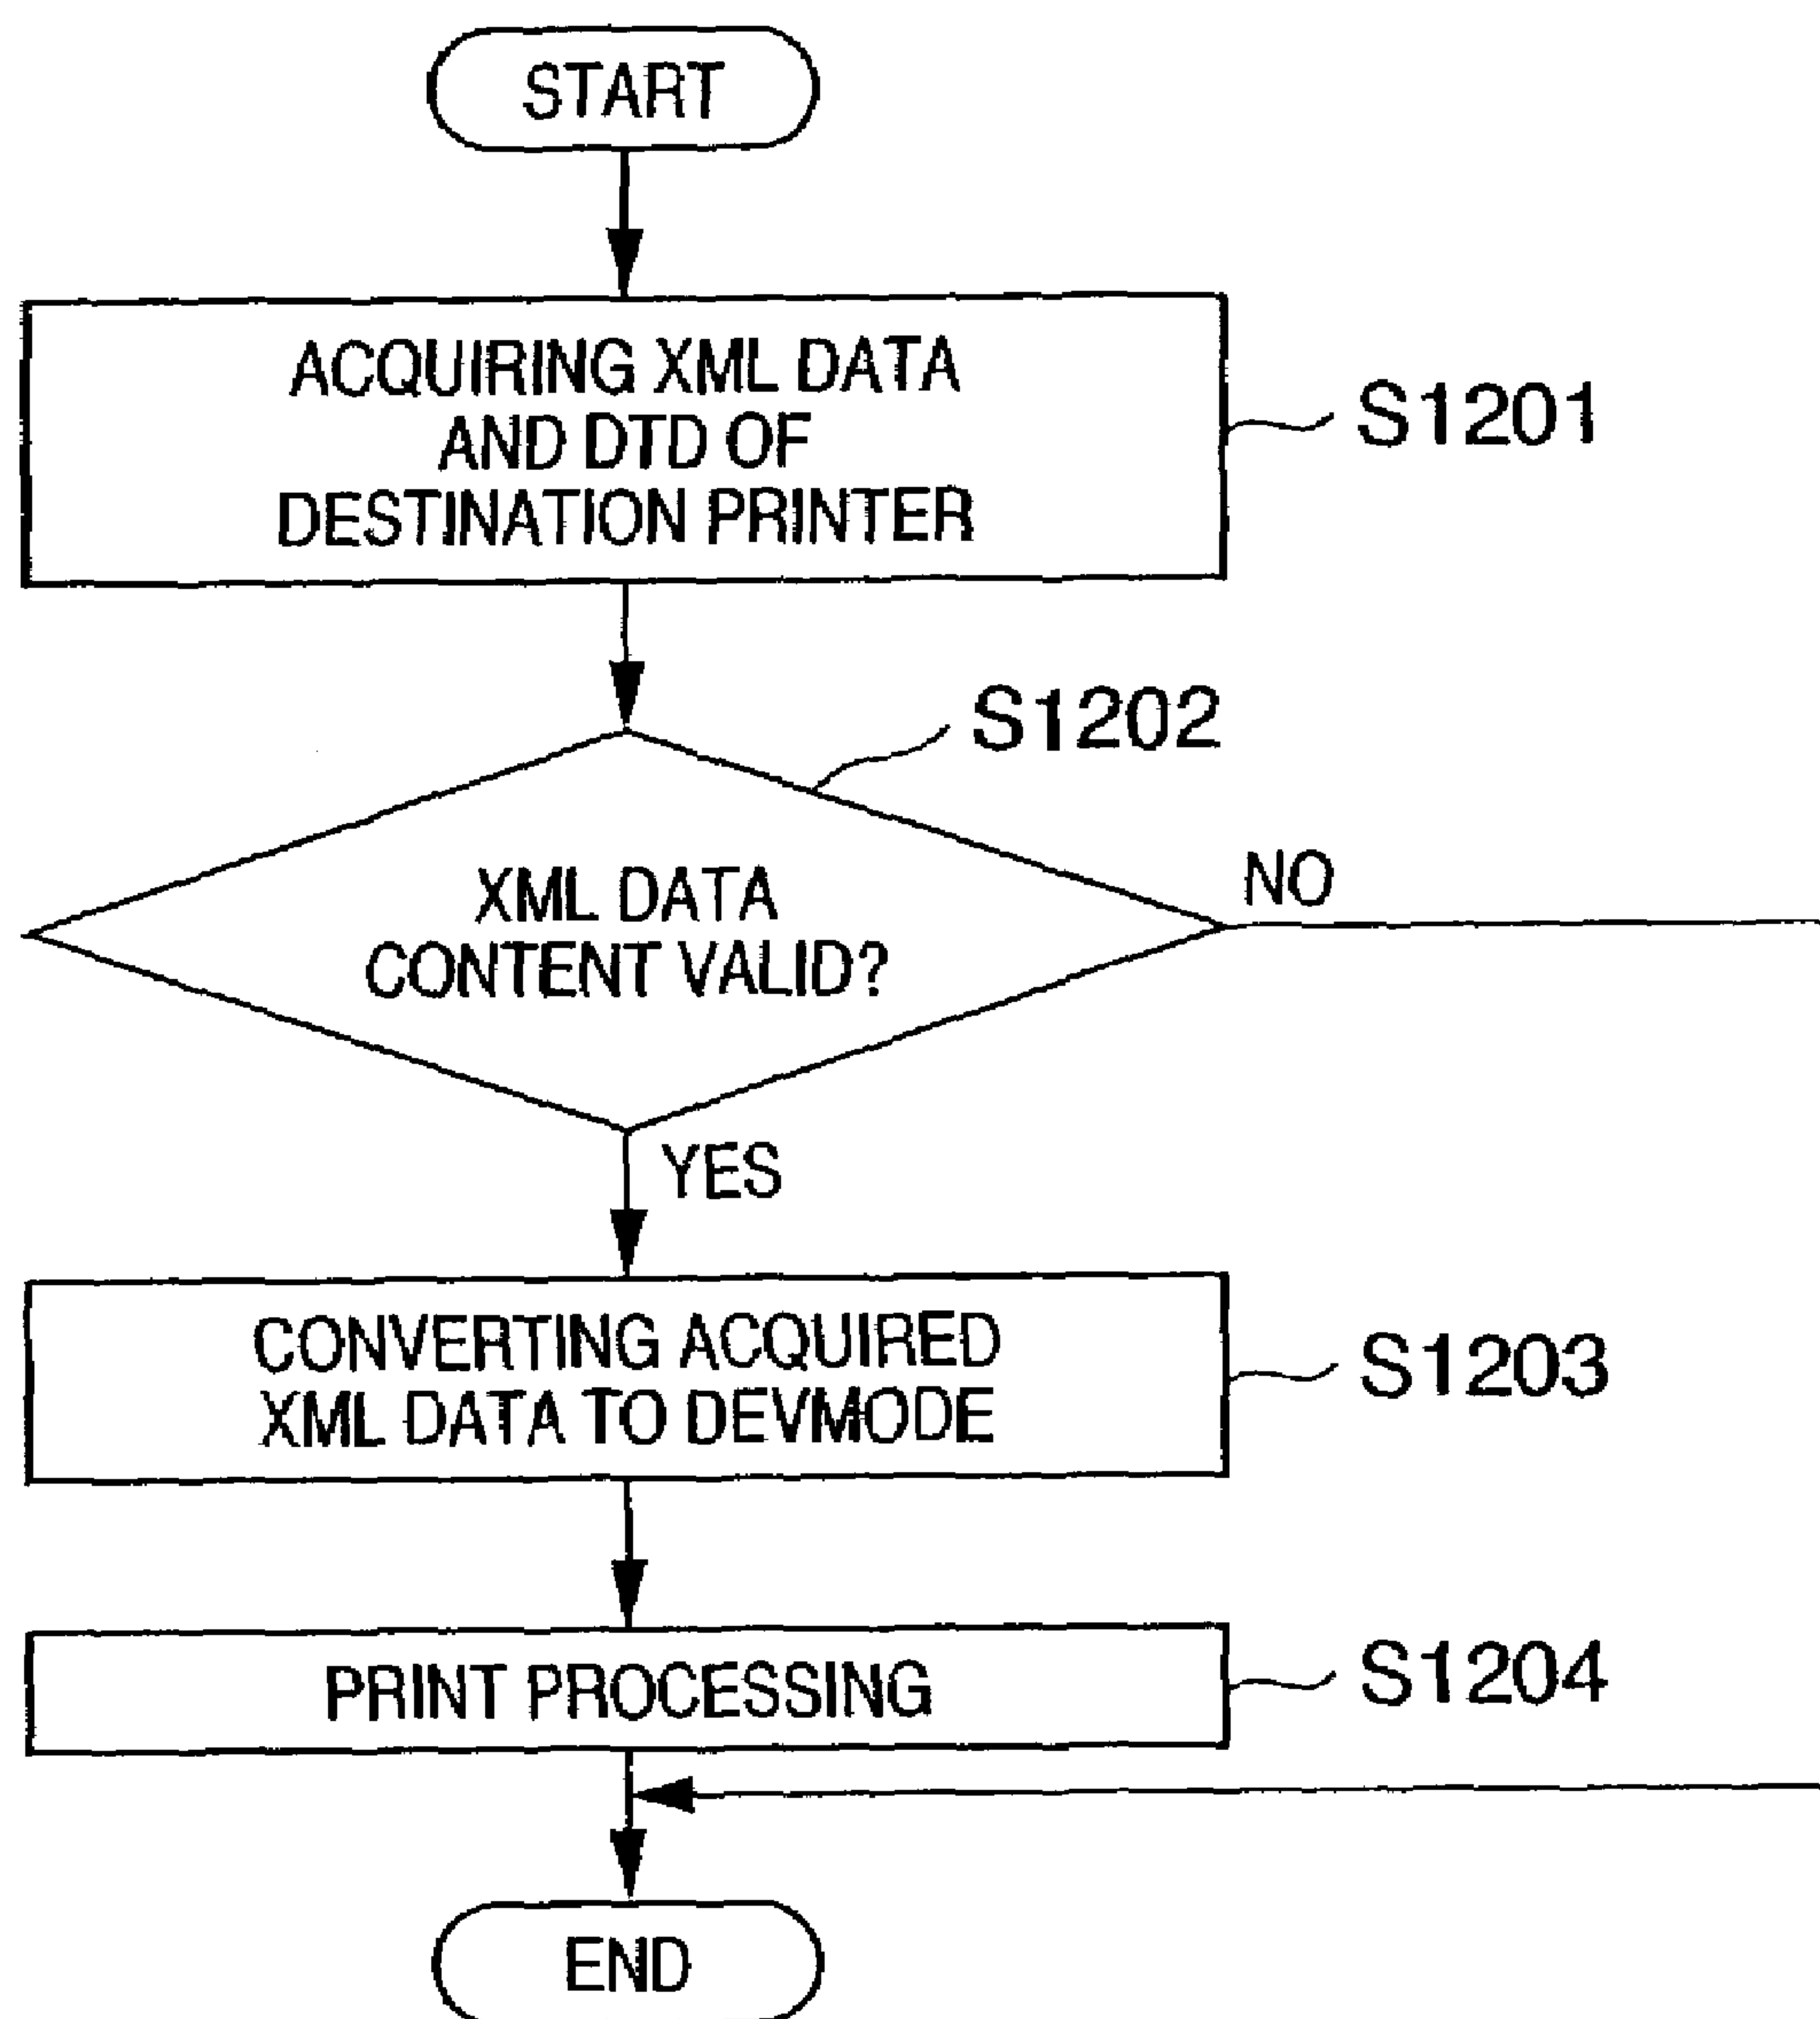 START
ACQUIRING XML DATA
AND DTD OF
DESTINATION PRINTER
S1201
S1202
XML DATA
CONTENT VALID?
NO
YES
CONVERTING ACQUIRED
XML DATA TO DEVMODE
S1203
PRINT PROCESSING
S1204
END